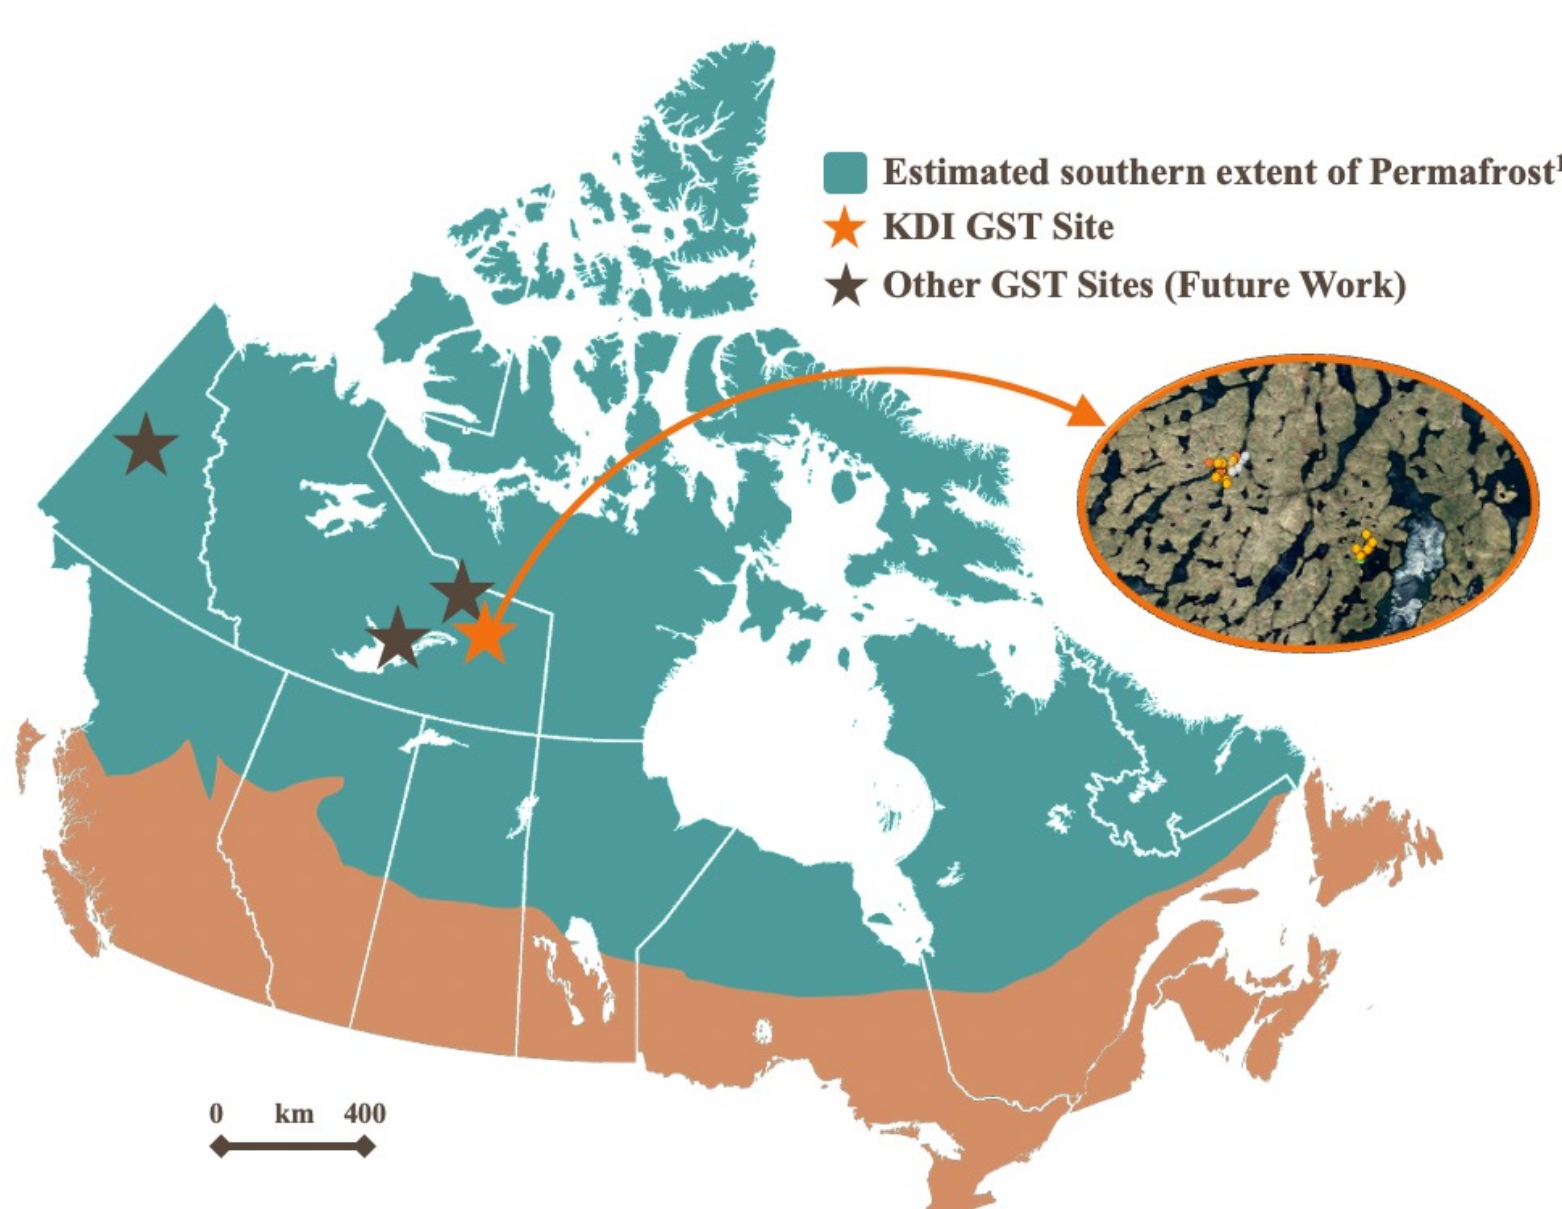 Estimated southern extent of Permafrost¹
KDI GST Site
Other GST Sites (Future Work)
0 km 400